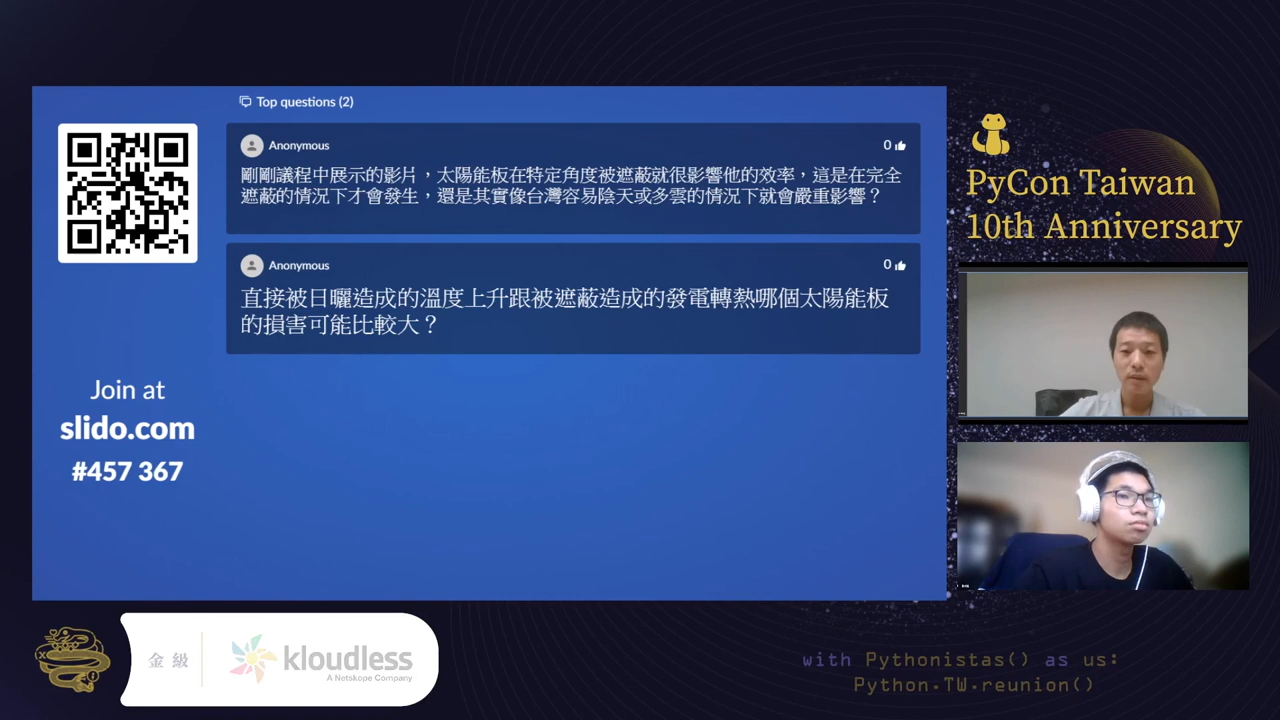 Top questions (2)
Anonymous
0
剛剛議程中展示的影片，太陽能板在特定角度被遮蔽就很影響他的效率，這是在完全
遮蔽的情況下才會發生，還是其實像台灣容易陰天或多雲的情況下就會嚴重影響？
Anonymous
0
直接被日曬造成的溫度上升跟被遮蔽造成的發電轉熱哪個太陽能板
的損害可能比較大？
Join at
slido.com
#457 367
PyCon Taiwan
10th Anniversary
金級
kloudless
A Netskope Company
with Pythonistas() as us:
Python.TW.reunion()